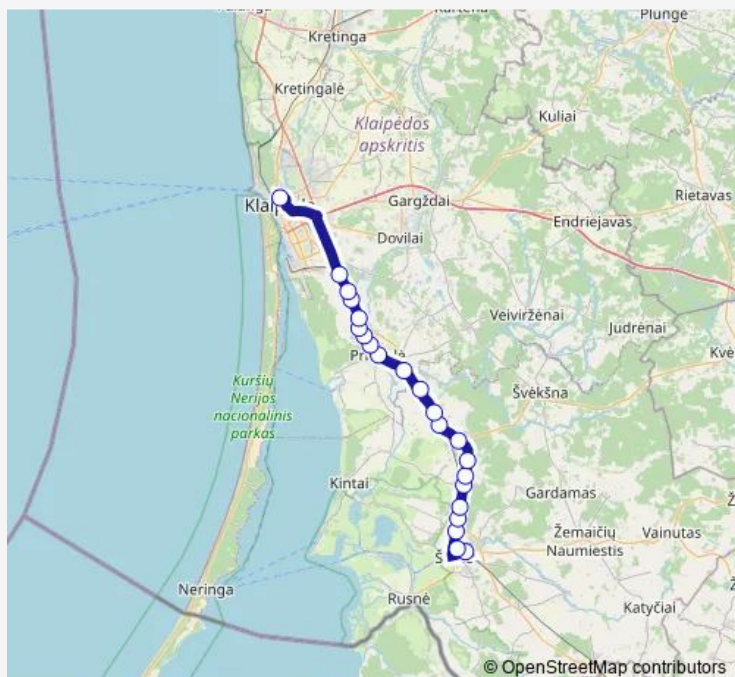 Kretinga
Plungė
Kretingalė
Kuliai
Klaipėdos
apskritis
Rietavas
Gargždai
Endriejavas
Dovilai
Veiviržėnai
Judrėnai
Kuršių
Nerijos
nacionalinis
parkas
Švėkšna
Kintai
Gardamas
Žemaičių
Naumiestis
Vainutas
Neringa
Rusnė
Katyčiai
© OpenStreetMap contributors